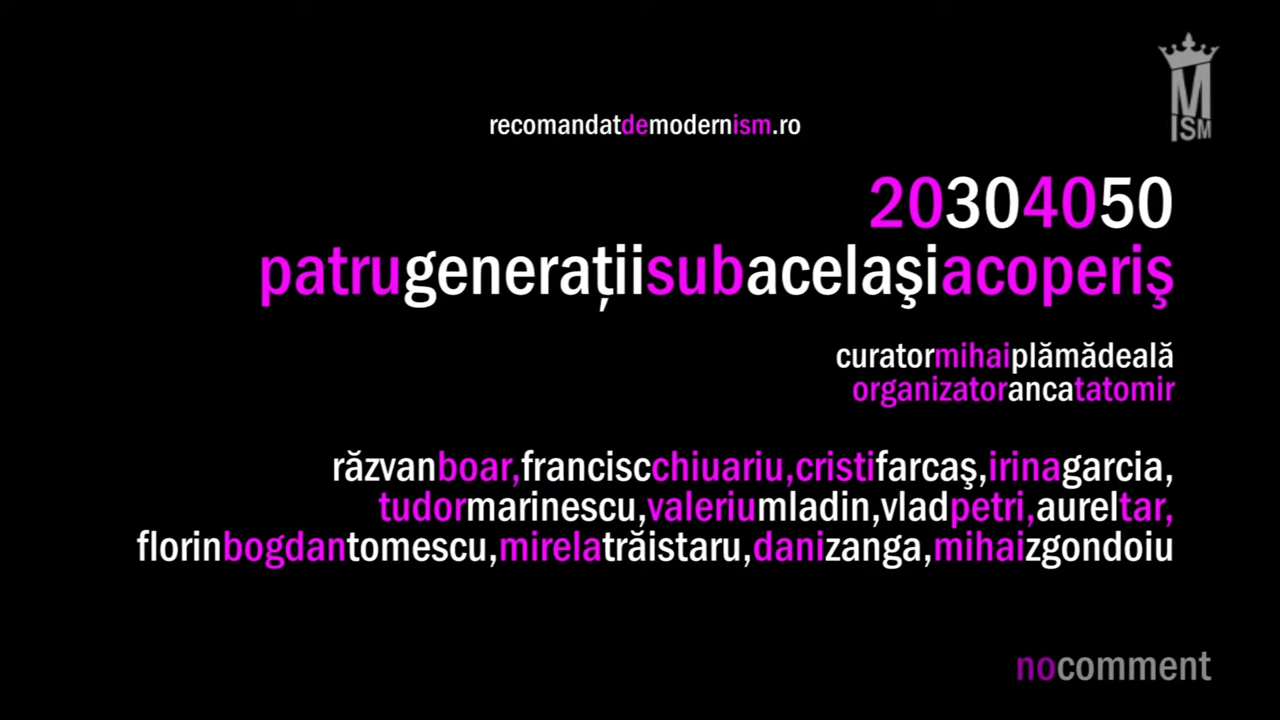 M
ISM
recomandatdemodernism.ro
20304050
patrugenerațiisubacelaşiacoperiş
curatormihaiplămădeală
organizatorancatatomir
răzvanboar,franciscchiuariu,cristifarcaş,irinagarcia,
tudormarinescu,valeriumladin,vladpetri,aureltar,
florinbogdantomescu,mirelatrăistaru,danizanga,mihaizgondoiu
nocomment